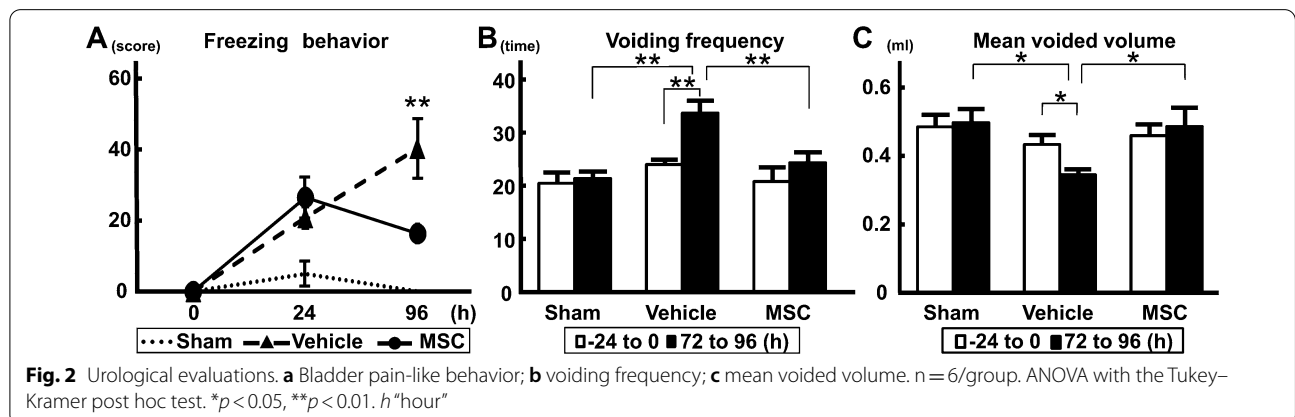 A (score) Freezing behavior
60
40
20
0
**
0 24 96 (h)
Sham Vehicle MSC
B (time) Voiding frequency
40
30
20
10
0
** **
**
Sham Vehicle MSC
-24 to 0 72 to 96 (h)
C (ml) Mean voided volume
0.6
0.4
0.2
0
* *
*
Sham Vehicle MSC
-24 to 0 72 to 96 (h)
Fig. 2 Urological evaluations. a Bladder pain-like behavior; b voiding frequency; c mean voided volume. n = 6/group. ANOVA with the Tukey–
Kramer post hoc test. *p < 0.05, **p < 0.01. h “hour”